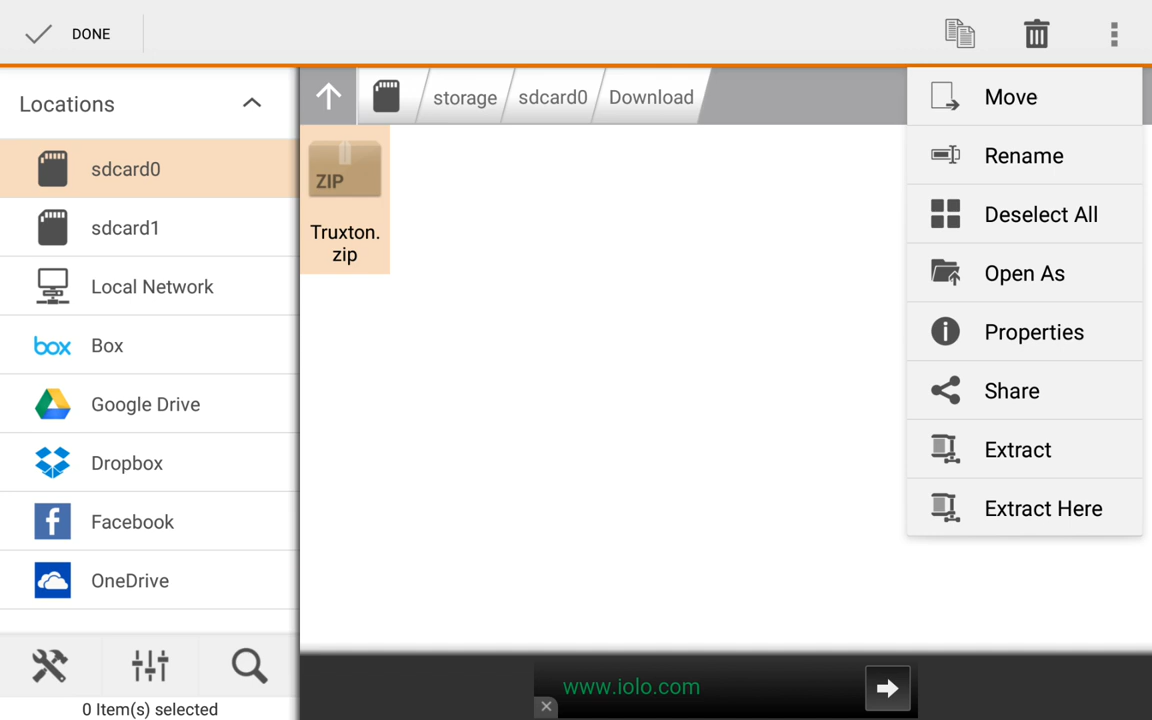 DONE
Locations
sdcard0
sdcard1
Local Network
box
Box
Google Drive
Dropbox
f
Facebook
OneDrive
0 Item(s) selected
storage
sdcard0
Download
ZIP
Truxton.
zip
Move
Rename
Deselect All
Open As
Properties
Share
Extract
Extract Here
www.iolo.com